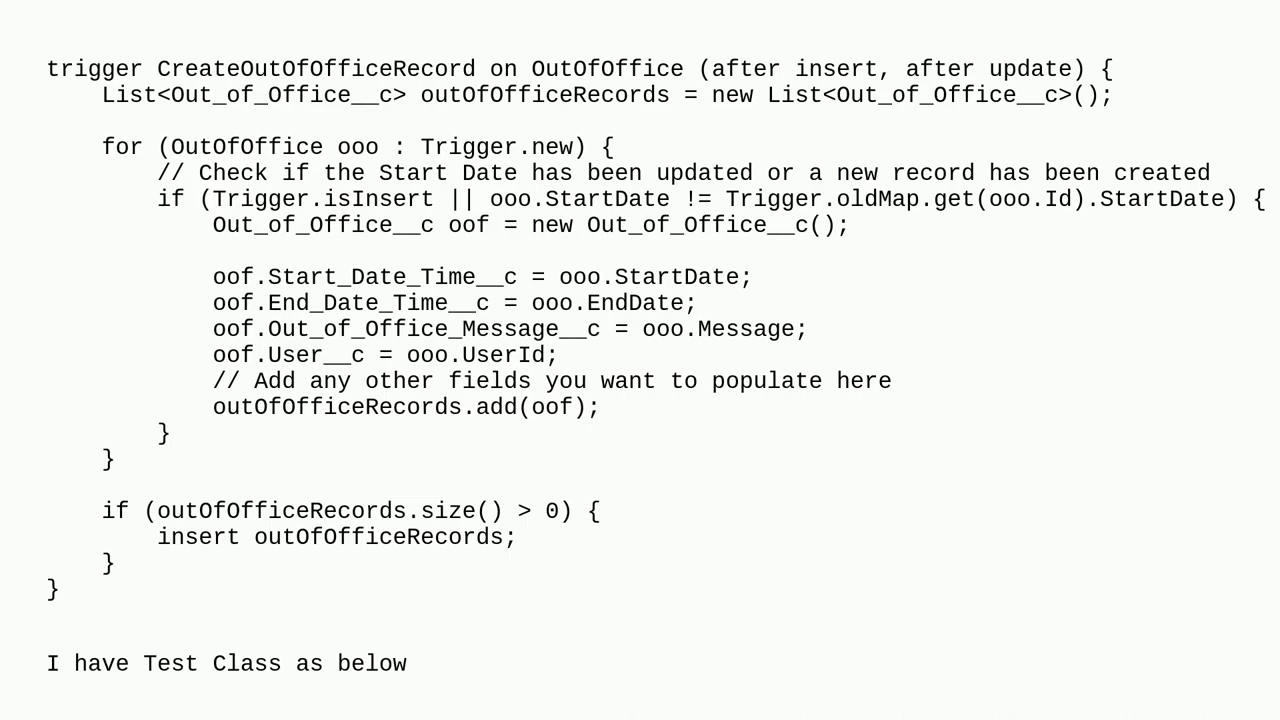 trigger CreateOutOfOfficeRecord on OutOfOffice (after insert, after update) {
    List<Out_of_Office__c> outOfOfficeRecords = new List<Out_of_Office__c>();

    for (OutOfOffice ooo : Trigger.new) {
        // Check if the Start Date has been updated or a new record has been created
        if (Trigger.isInsert || ooo.StartDate != Trigger.oldMap.get(ooo.Id).StartDate) {
            Out_of_Office__c oof = new Out_of_Office__c();

            oof.Start_Date_Time__c = ooo.StartDate;
            oof.End_Date_Time__c = ooo.EndDate;
            oof.Out_of_Office_Message__c = ooo.Message;
            oof.User__c = ooo.UserId;
            // Add any other fields you want to populate here
            outOfOfficeRecords.add(oof);
        }
    }

    if (outOfOfficeRecords.size() > 0) {
        insert outOfOfficeRecords;
    }
}

I have Test Class as below